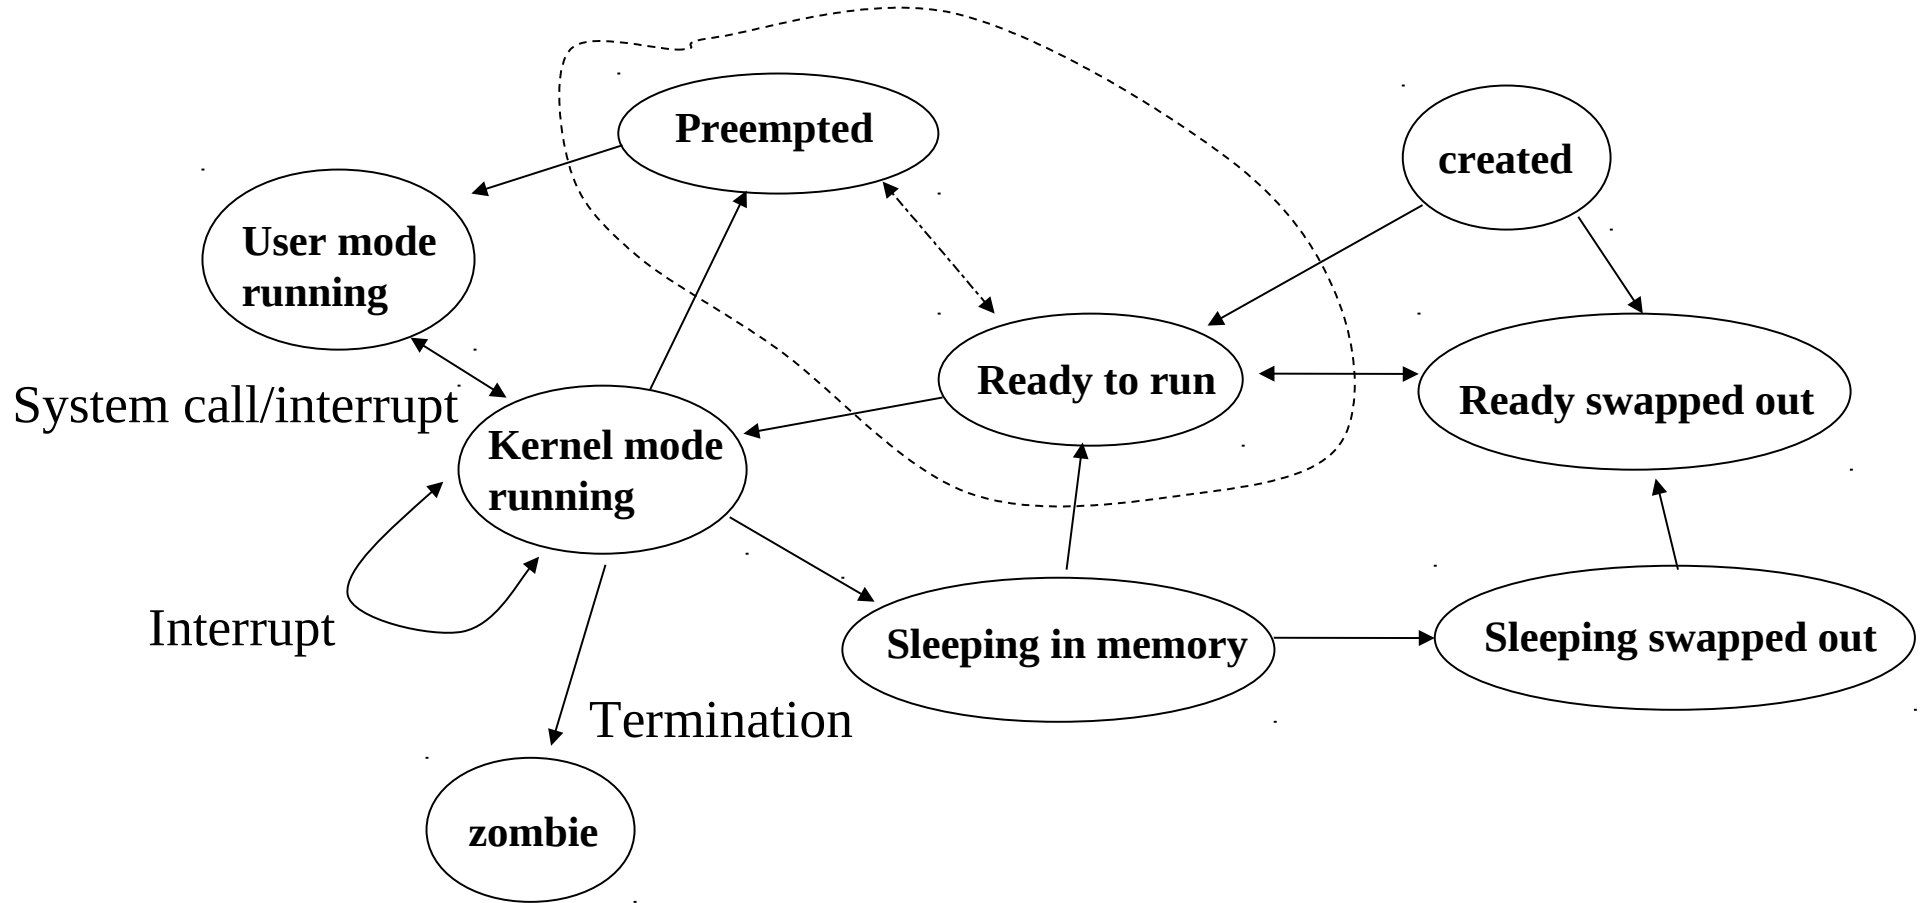 Preempted
created
User mode
running
System call/interrupt
Ready to run
Ready swapped out
Kernel mode
running
Interrupt
Sleeping in memory
Sleeping swapped out
Termination
zombie